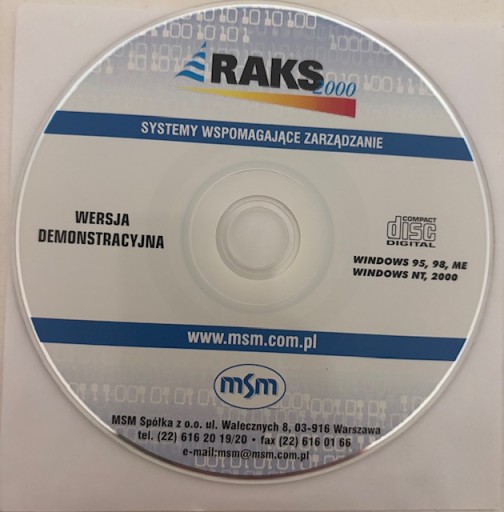 RAKS
2000
SYSTEMY WSPOMAGAJĄCE ZARZĄDZANIE
WERSJA
DEMONSTRACYJNA
COMPACT
disc
DIGITAL
WINDOWS 95, 98, ME
WINDOWS NT, 2000
www.msm.com.pl
msm
MSM Spółka z o.o. ul. Walecznych 8, 03-916 Warszawa
tel. (22) 616 20 19/20 • fax (22) 616 01 66
e-mail:msm@msm.com.pl